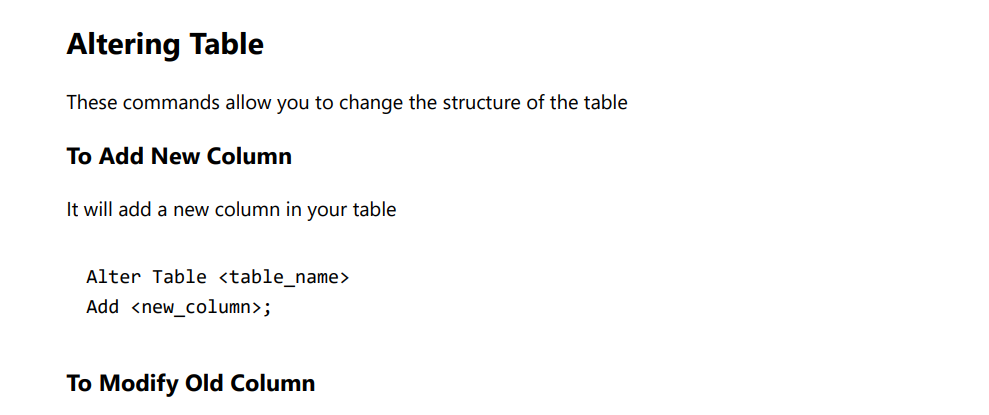 Altering Table
These commands allow you to change the structure of the table
To Add New Column
It will add a new column in your table
Alter Table <table_name>
Add <new_column>;
To Modify Old Column